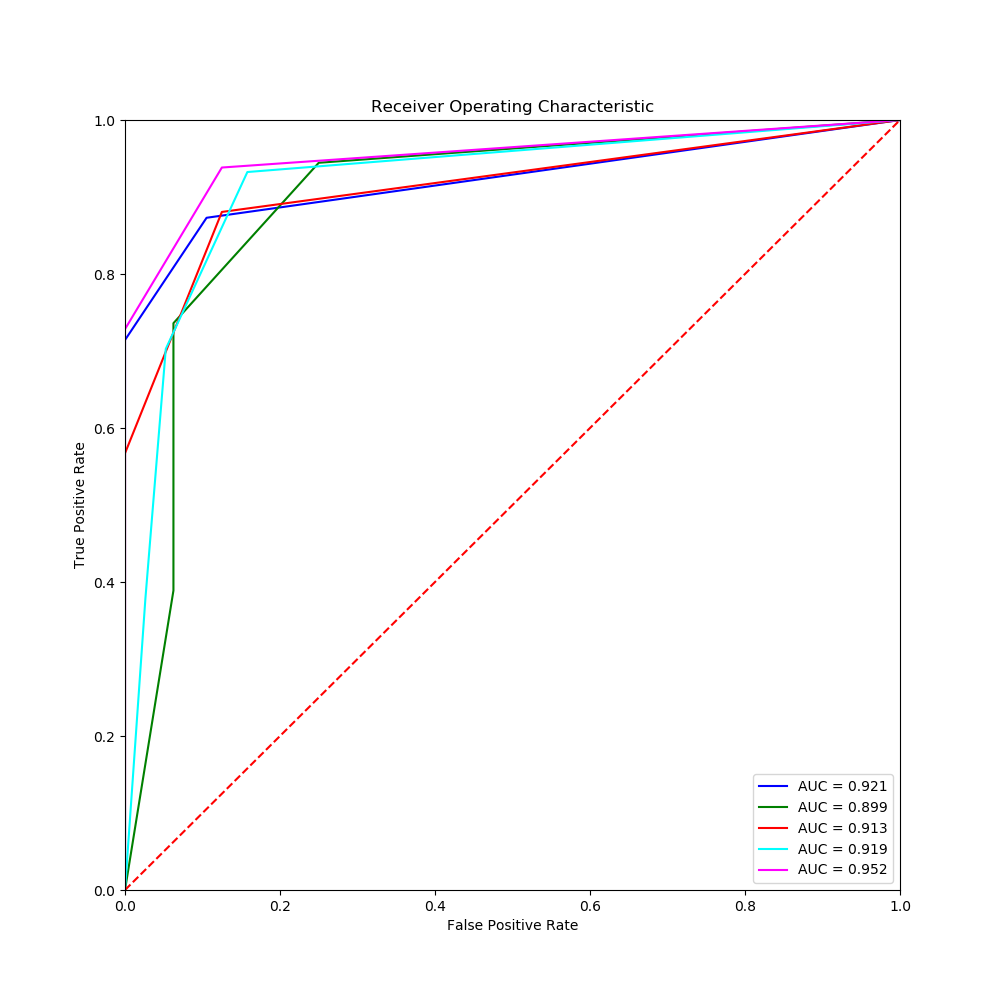 Receiver Operating Characteristic
1.0
0.8
0.6
0.4
0.2
0.0
True Positive Rate
0.0 0.2 0.4 0.6 0.8 1.0
False Positive Rate
AUC = 0.921
AUC = 0.899
AUC = 0.913
AUC = 0.919
AUC = 0.952